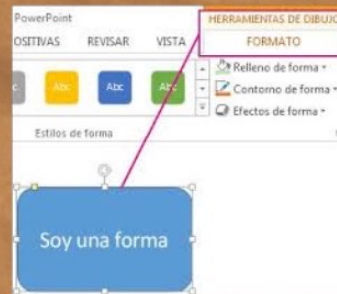 PowerPoint
HERRAMIENTAS DE DIBUJO
OSITIVAS REVISAR VISTA FORMATO
Abc Abc Abc
Relleno de forma
Contorno de forma
Efectos de forma
Estilos de forma
Soy una forma